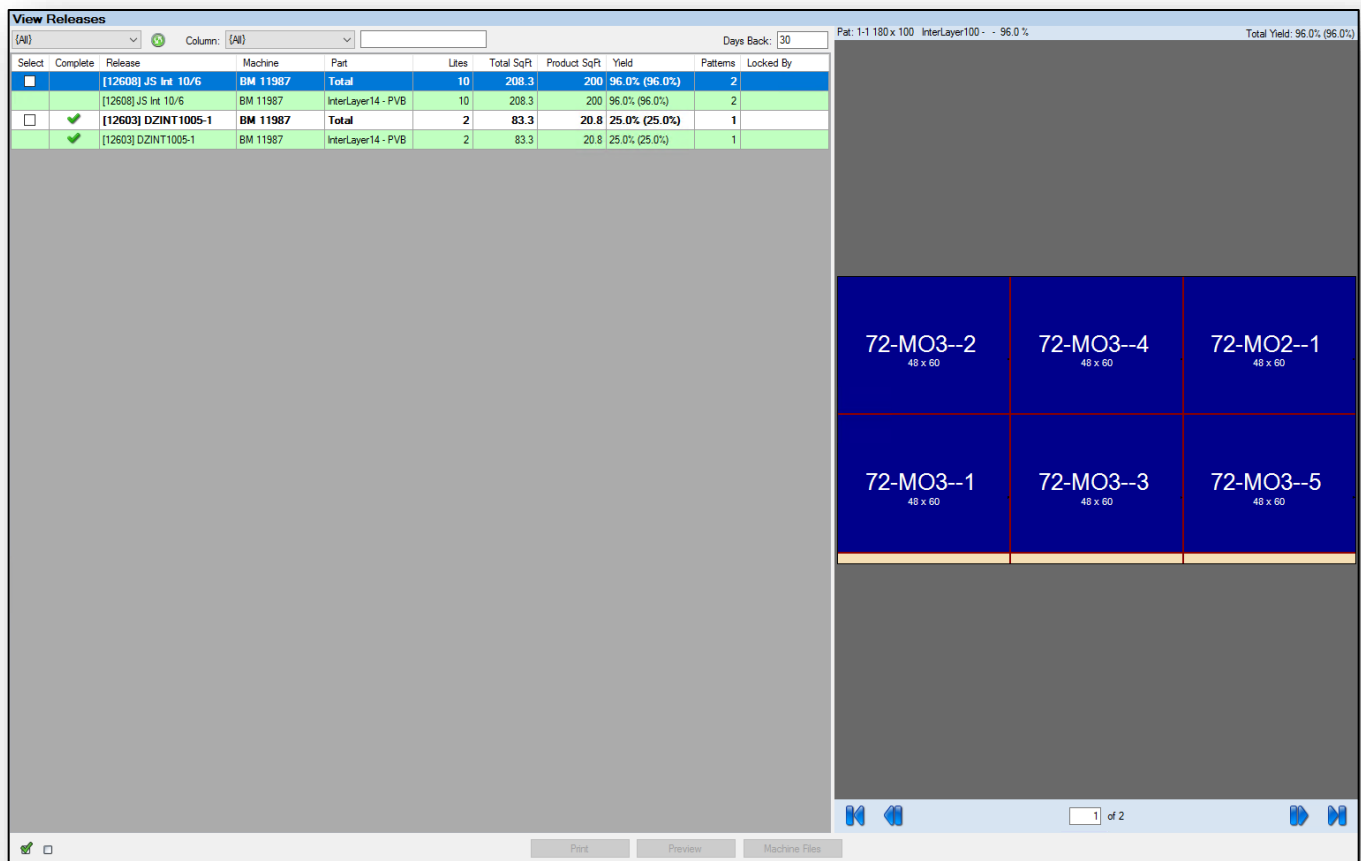 View Releases
{All} Column: {All} Days Back: 30
Select Complete Release Machine Part Lites Total SqFt Product SqFt Yield Patterns Locked By
[12608] JS Int 10/6 BM 11987 Total 10 208.3 200 96.0% (96.0%) 2
[12608] JS Int 10/6 BM 11987 InterLayer14 - PVB 10 208.3 200 96.0% (96.0%) 2
[12603] DZINT1005-1 BM 11987 Total 2 83.3 20.8 25.0% (25.0%) 1
[12603] DZINT1005-1 BM 11987 InterLayer14 - PVB 2 83.3 20.8 25.0% (25.0%) 1
Pat: 1-1 180 x 100 InterLayer100 - - 96.0 % Total Yield: 96.0% (96.0%)
72-MO3--2 72-MO3--4 72-MO2--1
48 x 60 48 x 60 48 x 60
72-MO3--1 72-MO3--3 72-MO3--5
48 x 60 48 x 60 48 x 60
1 of 2
Print Preview Machine Files